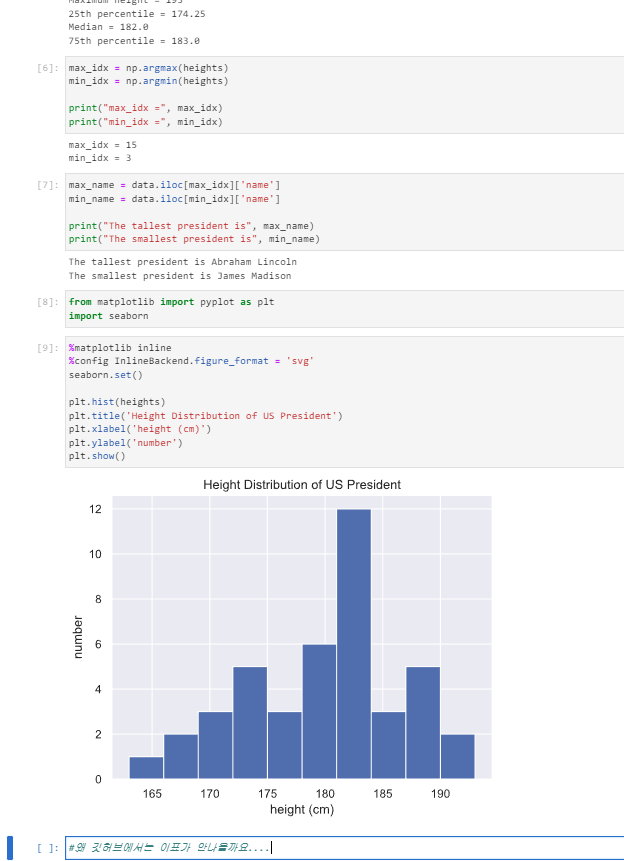 Maximum height = 193
25th percentile = 174.25
Median = 182.0
75th percentile = 183.0
[6]: max_idx = np.argmax(heights)
min_idx = np.argmin(heights)
print("max_idx =", max_idx)
print("min_idx =", min_idx)
max_idx = 15
min_idx = 3
[7]: max_name = data.iloc[max_idx]['name']
min_name = data.iloc[min_idx]['name']
print("The tallest president is", max_name)
print("The smallest president is", min_name)
The tallest president is Abraham Lincoln
The smallest president is James Madison
[8]: from matplotlib import pyplot as plt
import seaborn
[9]: %matplotlib inline
%config InlineBackend.figure_format = 'svg'
seaborn.set()
plt.hist(heights)
plt.title('Height Distribution of US President')
plt.xlabel('height (cm)')
plt.ylabel('number')
plt.show()
Height Distribution of US President
12
10
8
6
4
2
0
number
165 170 175 180 185 190
height (cm)
[ ]: #왜 깃허브에서는 이표가 안나올까요....